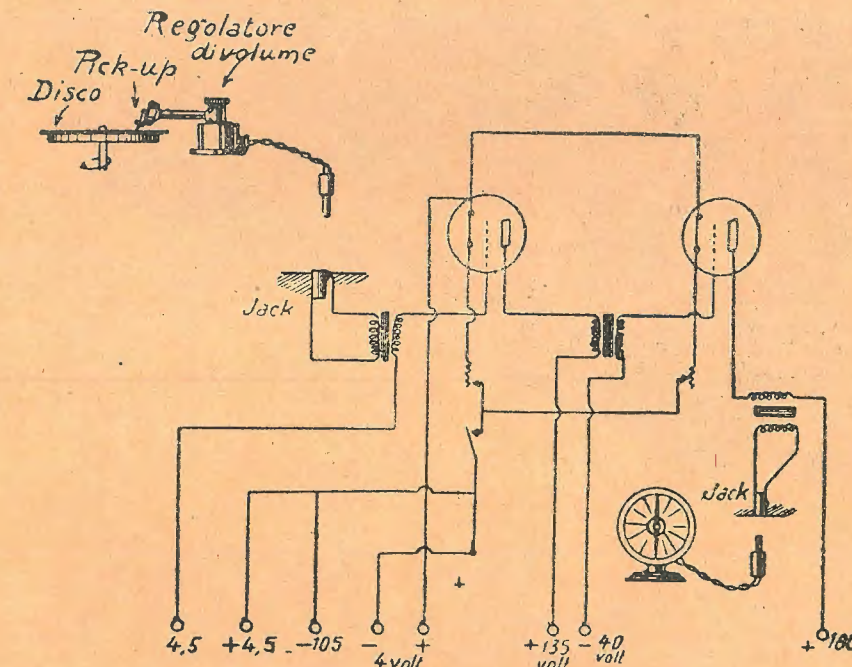 Regolatore
di volume
Pick-up
Disco
Jack
Jack
+
4,5 +4,5 -105 - 4 volt + +135 volt - 40 volt + 180